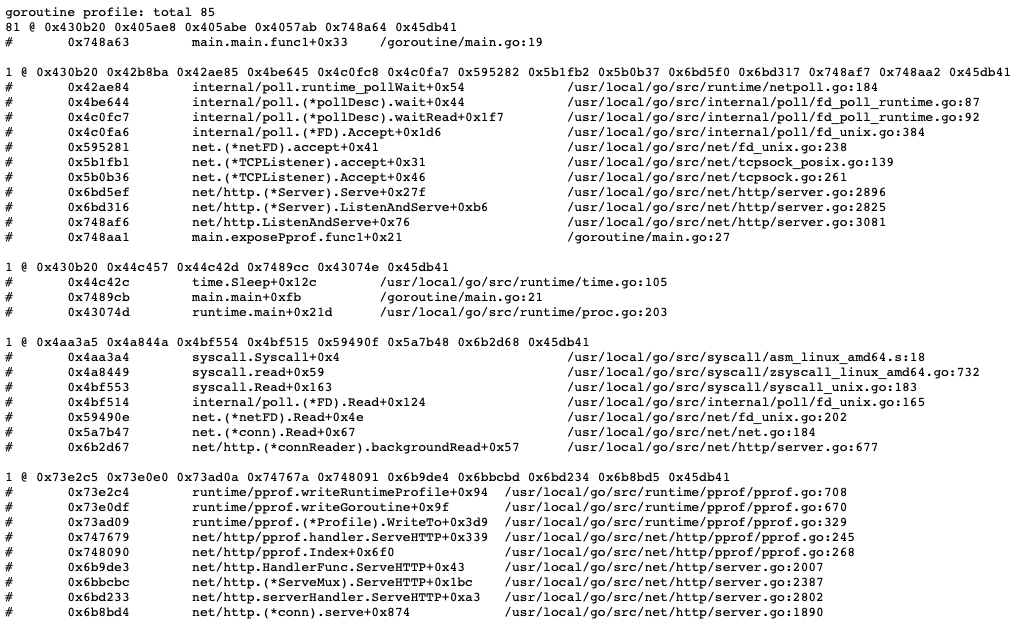 goroutine profile: total 85
81 @ 0x430b20 0x405ae8 0x405abe 0x4057ab 0x748a64 0x45db41
# 0x748a63 main.main.func1+0x33 /goroutine/main.go:19
1 @ 0x430b20 0x42b8ba 0x42ae85 0x4be645 0x4c0fc8 0x4c0fa7 0x595282 0x5b1fb2 0x5b0b37 0x6bd5f0 0x6bd317 0x748af7 0x748aa2 0x45db41
# 0x42ae84 internal/poll.runtime_pollWait+0x54 /usr/local/go/src/runtime/netpoll.go:184
# 0x4be644 internal/poll.(*pollDesc).wait+0x44 /usr/local/go/src/internal/poll/fd_poll_runtime.go:87
# 0x4c0fc7 internal/poll.(*pollDesc).waitRead+0x1f7 /usr/local/go/src/internal/poll/fd_poll_runtime.go:92
# 0x4c0fa6 internal/poll.(*FD).Accept+0x1d6 /usr/local/go/src/internal/poll/fd_unix.go:384
# 0x595281 net.(*netFD).accept+0x41 /usr/local/go/src/net/fd_unix.go:238
# 0x5b1fb1 net.(*TCPListener).accept+0x31 /usr/local/go/src/net/tcpsock_posix.go:139
# 0x5b0b36 net.(*TCPListener).Accept+0x46 /usr/local/go/src/net/tcpsock.go:261
# 0x6bd5ef net/http.(*Server).Serve+0x27f /usr/local/go/src/net/http/server.go:2896
# 0x6bd316 net/http.(*Server).ListenAndServe+0xb6 /usr/local/go/src/net/http/server.go:2825
# 0x748af6 net/http.ListenAndServe+0x76 /usr/local/go/src/net/http/server.go:3081
# 0x748aa1 main.exposePprof.func1+0x21 /goroutine/main.go:27
1 @ 0x430b20 0x44c457 0x44c42d 0x7489cc 0x43074e 0x45db41
# 0x44c42c time.Sleep+0x12c /usr/local/go/src/runtime/time.go:105
# 0x7489cb main.main+0xfb /goroutine/main.go:21
# 0x43074d runtime.main+0x21d /usr/local/go/src/runtime/proc.go:203
1 @ 0x4aa3a5 0x4a844a 0x4bf554 0x4bf515 0x59490f 0x5a7b48 0x6b2d68 0x45db41
# 0x4aa3a4 syscall.Syscall+0x4 /usr/local/go/src/syscall/asm_linux_amd64.s:18
# 0x4a8449 syscall.read+0x59 /usr/local/go/src/syscall/zsyscall_linux_amd64.go:732
# 0x4bf553 syscall.Read+0x163 /usr/local/go/src/syscall/syscall_unix.go:183
# 0x4bf514 internal/poll.(*FD).Read+0x124 /usr/local/go/src/internal/poll/fd_unix.go:165
# 0x59490e net.(*netFD).Read+0x4e /usr/local/go/src/net/fd_unix.go:202
# 0x5a7b47 net.(*conn).Read+0x67 /usr/local/go/src/net/net.go:184
# 0x6b2d67 net/http.(*connReader).backgroundRead+0x57 /usr/local/go/src/net/http/server.go:677
1 @ 0x73e2c5 0x73e0e0 0x73ad0a 0x74767a 0x748091 0x6b9de4 0x6bbcbd 0x6bd234 0x6b8bd5 0x45db41
# 0x73e2c4 runtime/pprof.writeRuntimeProfile+0x94 /usr/local/go/src/runtime/pprof/pprof.go:708
# 0x73e0df runtime/pprof.writeGoroutine+0x9f /usr/local/go/src/runtime/pprof/pprof.go:670
# 0x73ad09 runtime/pprof.(*Profile).WriteTo+0x3d9 /usr/local/go/src/runtime/pprof/pprof.go:329
# 0x747679 net/http/pprof.handler.ServeHTTP+0x339 /usr/local/go/src/net/http/pprof/pprof.go:245
# 0x748090 net/http/pprof.Index+0x6f0 /usr/local/go/src/net/http/pprof/pprof.go:268
# 0x6b9de3 net/http.HandlerFunc.ServeHTTP+0x43 /usr/local/go/src/net/http/server.go:2007
# 0x6bbcbc net/http.(*ServeMux).ServeHTTP+0x1bc /usr/local/go/src/net/http/server.go:2387
# 0x6bd233 net/http.serverHandler.ServeHTTP+0xa3 /usr/local/go/src/net/http/server.go:2802
# 0x6b8bd4 net/http.(*conn).serve+0x874 /usr/local/go/src/net/http/server.go:1890